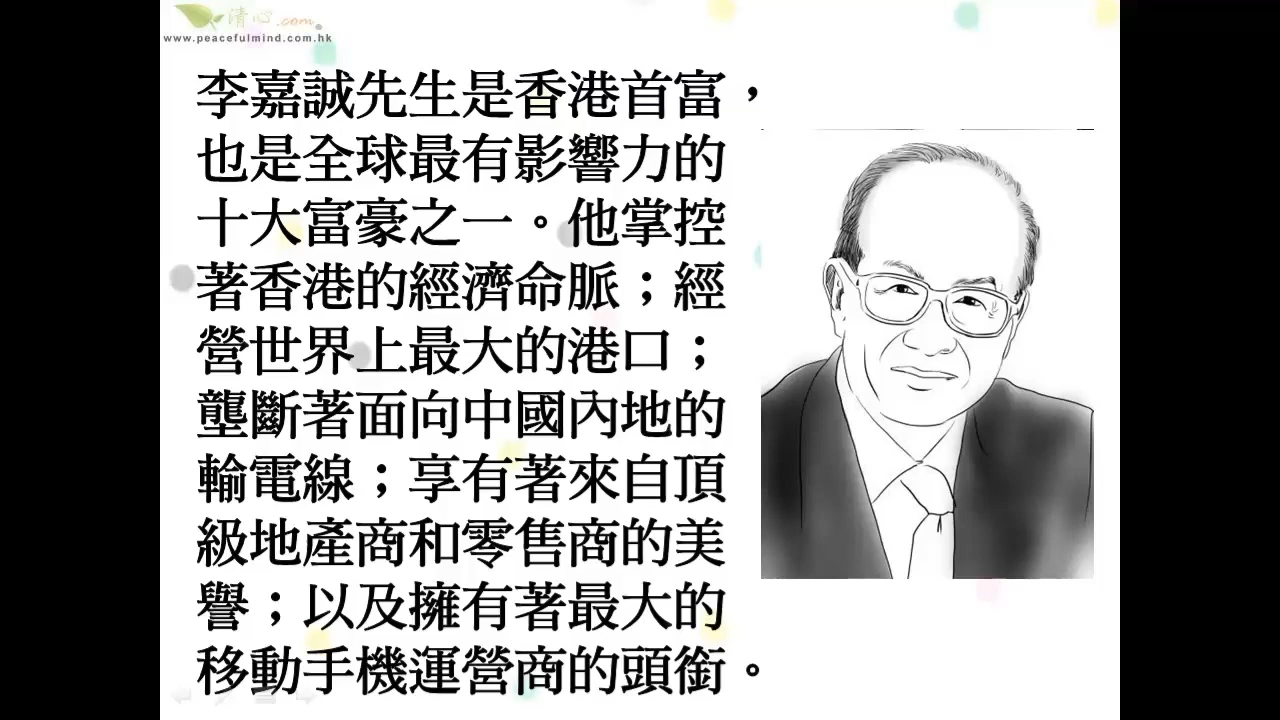 清心.com
www.peacefulmind.com.hk
李嘉誠先生是香港首富，
也是全球最有影響力的
十大富豪之一。他掌控
著香港的經濟命脈；經
營世界上最大的港口；
壟斷著面向中國內地的
輸電線；享有著來自頂
級地產商和零售商的美
譽；以及擁有著最大的
移動手機運營商的頭銜。